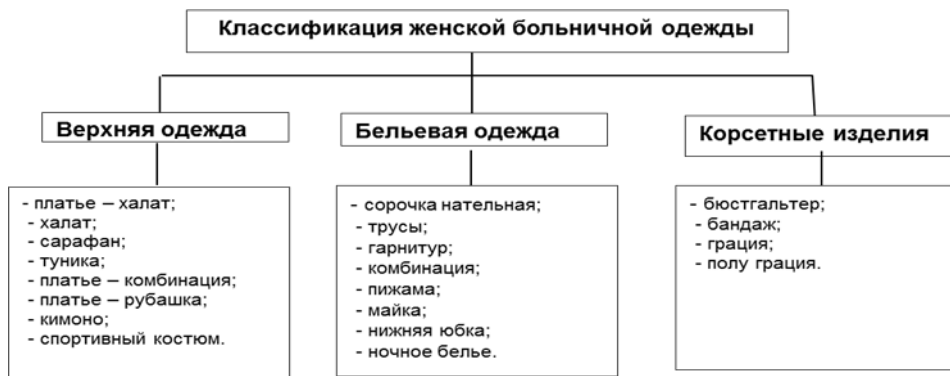 Классификация женской больничной одежды
Верхняя одежда
- платье – халат;
- халат;
- сарафан;
- туника;
- платье – комбинация;
- платье – рубашка;
- кимоно;
- спортивный костюм.
Бельевая одежда
- сорочка нательная;
- трусы;
- гарнитур;
- комбинация;
- пижама;
- майка;
- нижняя юбка;
- ночное белье.
Корсетные изделия
- бюстгальтер;
- бандаж;
- грация;
- полу грация.